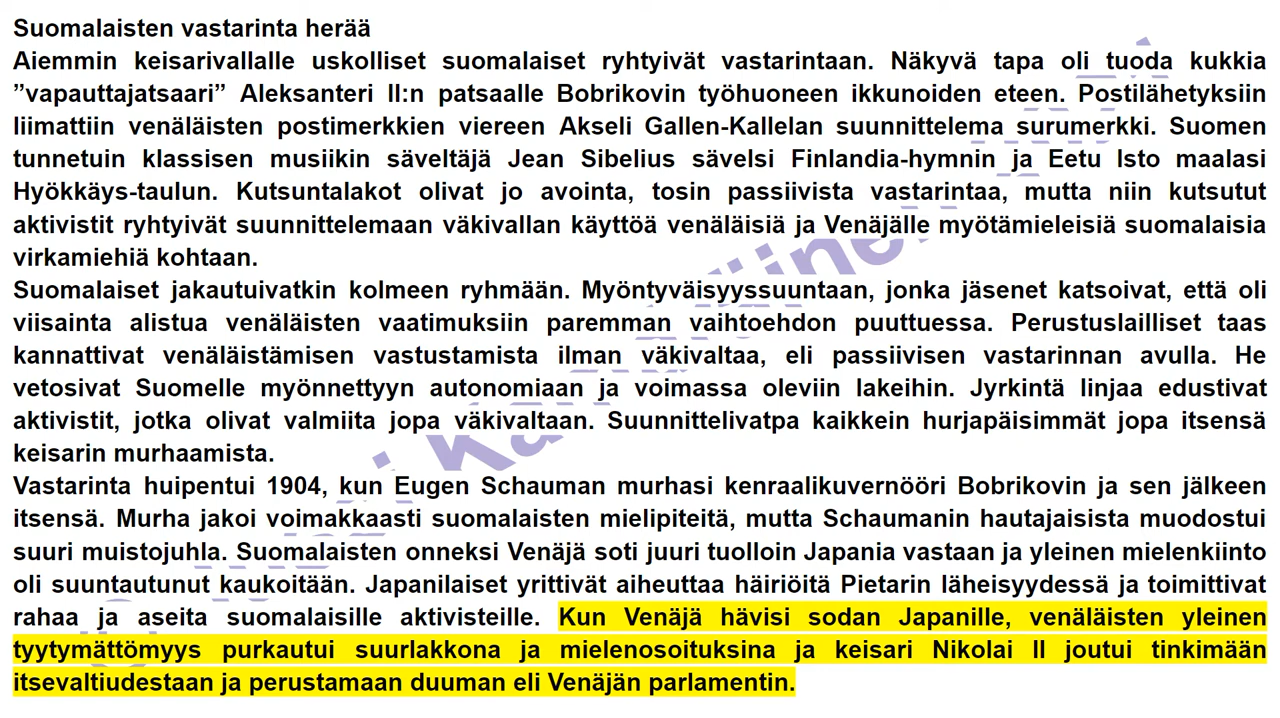 Suomalaisten vastarinta herää
Aiemmin keisarivallalle uskolliset suomalaiset ryhtyivät vastarintaan. Näkyvä tapa oli tuoda kukkia
”vapauttajatsaari” Aleksanteri II:n patsaalle Bobrikovin työhuoneen ikkunoiden eteen. Postilähetyksiin
liimattiin venäläisten postimerkkien viereen Akseli Gallen-Kallelan suunnittelema surumerkki. Suomen
tunnetuin klassisen musiikin säveltäjä Jean Sibelius sävelsi Finlandia-hymnin ja Eetu Isto maalasi
Hyökkäys-taulun. Kutsuntalakot olivat jo avointa, tosin passiivista vastarintaa, mutta niin kutsutut
aktivistit ryhtyivät suunnittelemaan väkivallan käyttöä venäläisiä ja Venäjälle myötämieleisiä suomalaisia
virkamiehiä kohtaan.
Suomalaiset jakautuivatkin kolmeen ryhmään. Myöntyväisyyssuuntaan, jonka jäsenet katsoivat, että oli
viisainta alistua venäläisten vaatimuksiin paremman vaihtoehdon puuttuessa. Perustuslailliset taas
kannattivat venäläistämisen vastustamista ilman väkivaltaa, eli passiivisen vastarinnan avulla. He
vetosivat Suomelle myönnettyyn autonomiaan ja voimassa oleviin lakeihin. Jyrkintä linjaa edustivat
aktivistit, jotka olivat valmiita jopa väkivaltaan. Suunnittelivatpa kaikkein hurjapäisimmät jopa itsensä
keisarin murhaamista.
Vastarinta huipentui 1904, kun Eugen Schauman murhasi kenraalikuvernööri Bobrikovin ja sen jälkeen
itsensä. Murha jakoi voimakkaasti suomalaisten mielipiteitä, mutta Schaumanin hautajaisista muodostui
suuri muistojuhla. Suomalaisten onneksi Venäjä soti juuri tuolloin Japania vastaan ja yleinen mielenkiinto
oli suuntautunut kaukoitään. Japanilaiset yrittivät aiheuttaa häiriöitä Pietarin läheisyydessä ja toimittivat
rahaa ja aseita suomalaisille aktivisteille. Kun Venäjä hävisi sodan Japanille, venäläisten yleinen
tyytymättömyys purkautui suurlakkona ja mielenosoituksina ja keisari Nikolai II joutui tinkimään
itsevaltiudestaan ja perustamaan duuman eli Venäjän parlamentin.